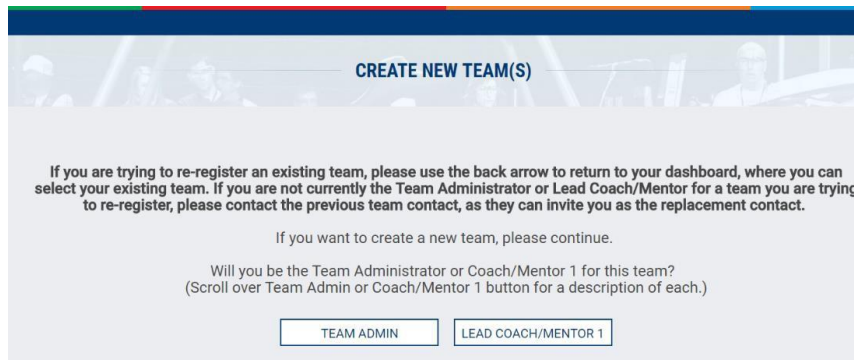 CREATE NEW TEAM(S)
If you are trying to re-register an existing team, please use the back arrow to return to your dashboard, where you can
select your existing team. If you are not currently the Team Administrator or Lead Coach/Mentor for a team you are trying
to re-register, please contact the previous team contact, as they can invite you as the replacement contact.
If you want to create a new team, please continue.
Will you be the Team Administrator or Coach/Mentor 1 for this team?
(Scroll over Team Admin or Coach/Mentor 1 button for a description of each.)
TEAM ADMIN
LEAD COACH/MENTOR 1